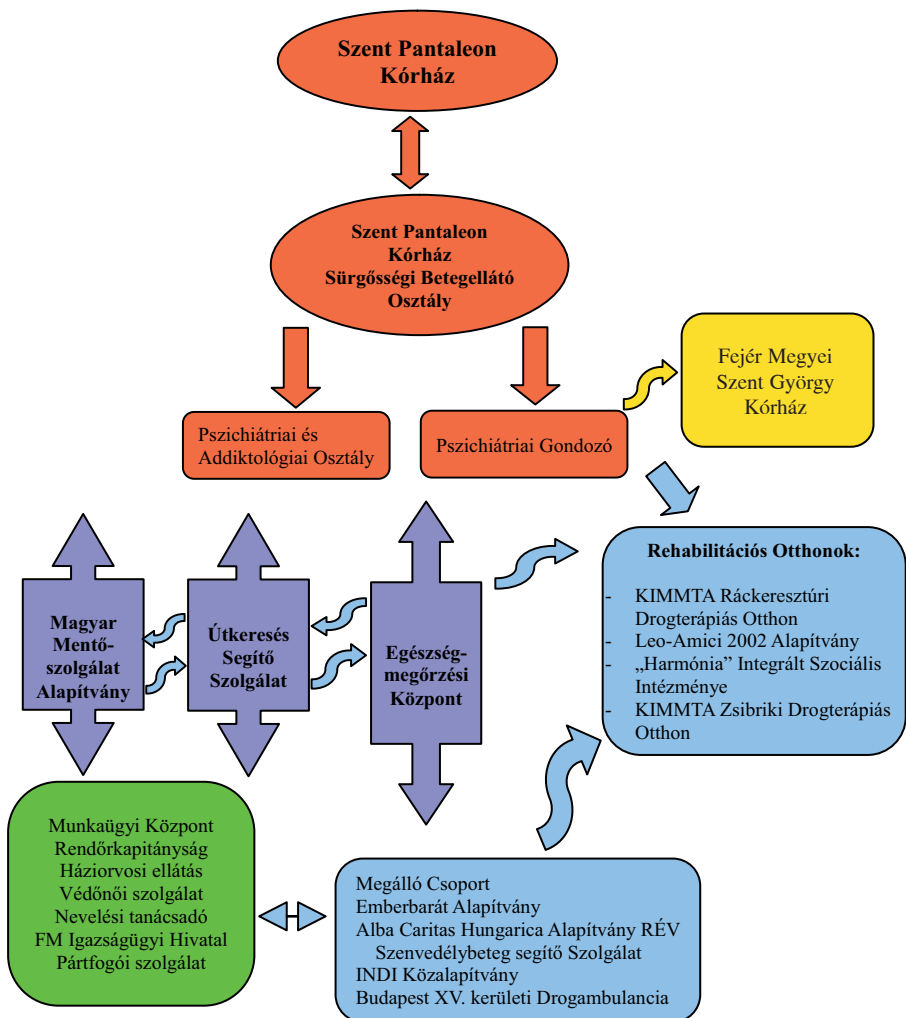 Szent Pantaleon
Kórház
Szent Pantaleon
Kórház
Sürgősségi Betegellátó
Osztály
Fejér Megyei
Szent György
Kórház
Pszichiátriai és
Addiktológiai Osztály
Pszichiátriai Gondozó
Magyar
Mentő-
szolgálat
Alapítvány
Útkeresés
Segítő
Szolgálat
Egészség-
megőrzési
Központ
Rehabilitációs Otthonok:
- KIMMTA Ráckeresztúri
Drogterápiás Otthon
- Leo-Amici 2002 Alapítvány
- „Harmónia” Integrált Szociális
Intézménye
- KIMMTA Zsibriki Drogterápiás
Otthon
Munkaügyi Központ
Rendőrkapitányság
Háziorvosi ellátás
Védőnői szolgálat
Nevelési tanácsadó
FM Igazságügyi Hivatal
Pártfogói szolgálat
Megálló Csoport
Emberbarát Alapítvány
Alba Caritas Hungarica Alapítvány RÉV
Szenvedélybeteg segítő Szolgálat
INDI Közalapítvány
Budapest XV. kerületi Drogambulancia